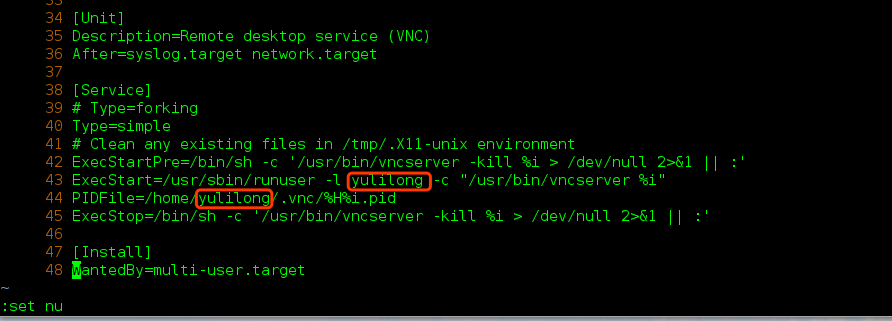 33
34 [Unit]
35 Description=Remote desktop service (VNC)
36 After=syslog.target network.target
37
38 [Service]
39 # Type=forking
40 Type=simple
41 # Clean any existing files in /tmp/.X11-unix environment
42 ExecStartPre=/bin/sh -c '/usr/bin/vncserver -kill %i > /dev/null 2>&1 || :'
43 ExecStart=/usr/sbin/runuser -l yulilong -c "/usr/bin/vncserver %i"
44 PIDFile=/home/yulilong/.vnc/%H%i.pid
45 ExecStop=/bin/sh -c '/usr/bin/vncserver -kill %i > /dev/null 2>&1 || :'
46
47 [Install]
48 WantedBy=multi-user.target
~
:set nu